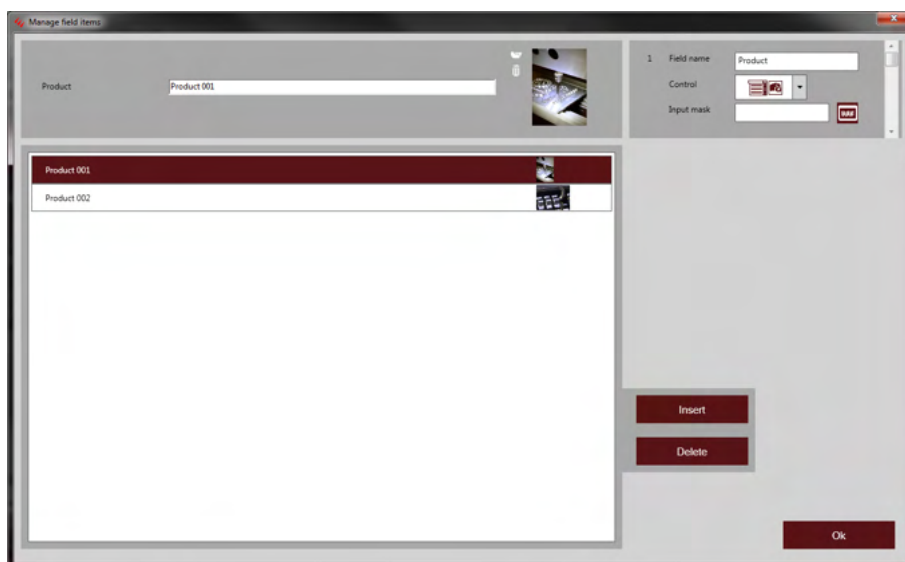 Manage field items
Product
Product 001
1 Field name Product
Control
Input mask
Product 001
Product 002
Insert
Delete
Ok